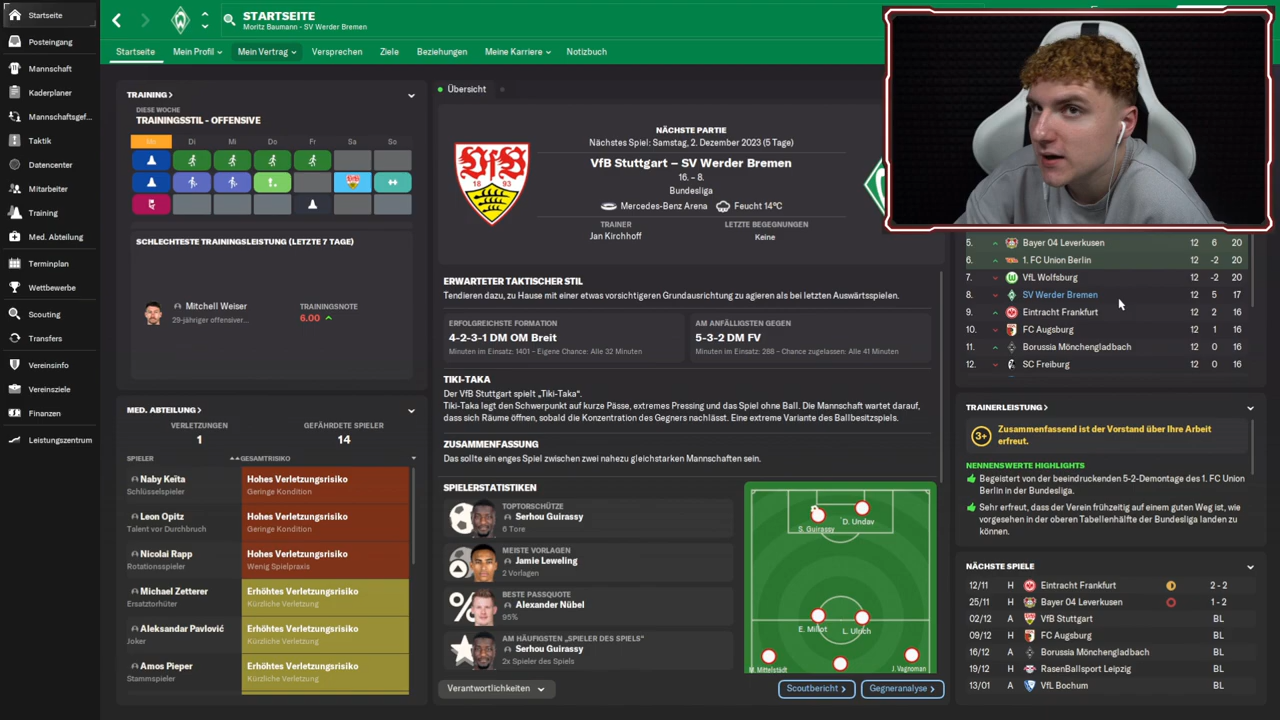 Startseite
Posteingang
Mannschaft
Kaderplaner
Mannschaftsgef...
Taktik
Datencenter
Mitarbeiter
Training
Med. Abteilung
Terminplan
Wettbewerbe
Scouting
Transfers
Vereinsinfo
Vereinsziele
Finanzen
Leistungszentrum
STARTSEITE
Moritz Baumann - SV Werder Bremen
Startseite Mein Profil Mein Vertrag Versprechen Ziele Beziehungen Meine Karriere Notizbuch
TRAINING
DIESE WOCHE
TRAININGSSTIL - OFFENSIVE
Mo Di Mi Do Fr Sa So
SCHLECHTESTE TRAININGSLEISTUNG (LETZTE 7 TAGE)
Mitchell Weiser
29-jähriger offensiver...
TRAININGSNOTE
6.00
MED. ABTEILUNG
VERLETZUNGEN GEFÄHRDETE SPIELER
1 14
SPIELER GESAMTRISIKO
Naby Keïta Hohes Verletzungsrisiko
Schlüsselspieler Geringe Kondition
Leon Opitz Hohes Verletzungsrisiko
Talent vor Durchbruch Geringe Kondition
Nicolai Rapp Hohes Verletzungsrisiko
Rotationsspieler Wenig Spielpraxis
Michael Zetterer Erhöhtes Verletzungsrisiko
Ersatztorhüter Kürzliche Verletzung
Aleksandar Pavlović Erhöhtes Verletzungsrisiko
Joker Kürzliche Verletzung
Amos Pieper Erhöhtes Verletzungsrisiko
Stammspieler Kürzliche Verletzung
Übersicht
VfB
18 93
NÄCHSTE PARTIE
Nächstes Spiel: Samstag, 2. Dezember 2023 (5 Tage)
VfB Stuttgart – SV Werder Bremen
16. – 8.
Bundesliga
Mercedes-Benz Arena Feucht 14°C
TRAINER
Jan Kirchhoff
LETZTE BEGEGNUNGEN
Keine
ERWARTETER TAKTISCHER STIL
Tendieren dazu, zu Hause mit einer etwas vorsichtigeren Grundausrichtung zu agieren als bei letzten Auswärtsspielen.
ERFOLGREICHSTE FORMATION
4-2-3-1 DM OM Breit
Minuten im Einsatz: 1401 - Eigene Chance: Alle 32 Minuten
AM ANFÄLLIGSTEN GEGEN
5-3-2 DM FV
Minuten im Einsatz: 288 - Chance zugelassen: Alle 41 Minuten
TIKI-TAKA
Der VfB Stuttgart spielt „Tiki-Taka“.
Tiki-Taka legt den Schwerpunkt auf kurze Pässe, extremes Pressing und das Spiel ohne Ball. Die Mannschaft wartet darauf,
dass sich Räume öffnen, sobald die Konzentration des Gegners nachlässt. Eine extreme Variante des Ballbesitzspiels.
ZUSAMMENFASSUNG
Das sollte ein enges Spiel zwischen zwei nahezu gleichstarken Mannschaften sein.
SPIELERSTATISTIKEN
TOPTORSCHÜTZE
Serhou Guirassy
6 Tore
MEISTE VORLAGEN
Jamie Leweling
2 Vorlagen
BESTE PASSQUOTE
Alexander Nübel
95%
AM HÄUFIGSTEN „SPIELER DES SPIELS“
Serhou Guirassy
2x Spieler des Spiels
S. Guirassy D. Undav
E. Millot L. Ulrich
M. Mittelstädt J. Vagnoman
Verantwortlichkeiten
Scoutbericht
Gegneranalyse
5. Bayer 04 Leverkusen 12 6 20
6. 1. FC Union Berlin 12 -2 20
7. VfL Wolfsburg 12 -2 20
8. SV Werder Bremen 12 5 17
9. Eintracht Frankfurt 12 2 16
10. FC Augsburg 12 1 16
11. Borussia Mönchengladbach 12 0 16
12. SC Freiburg 12 0 16
TRAINERLEISTUNG
3+
Zusammenfassend ist der Vorstand über Ihre Arbeit
erfreut.
NENNENSWERTE HIGHLIGHTS
Begeistert von der beeindruckenden 5-2-Demontage des 1. FC Union
Berlin in der Bundesliga.
Sehr erfreut, dass der Verein frühzeitig auf einem guten Weg ist, wie
vorgesehen in der oberen Tabellenhälfte der Bundesliga landen zu
können.
NÄCHSTE SPIELE
12/11 H Eintracht Frankfurt 2 - 2
25/11 H Bayer 04 Leverkusen 1 - 2
02/12 A VfB Stuttgart BL
09/12 H FC Augsburg BL
16/12 A Borussia Mönchengladbach BL
19/12 H RasenBallsport Leipzig BL
13/01 A VfL Bochum BL